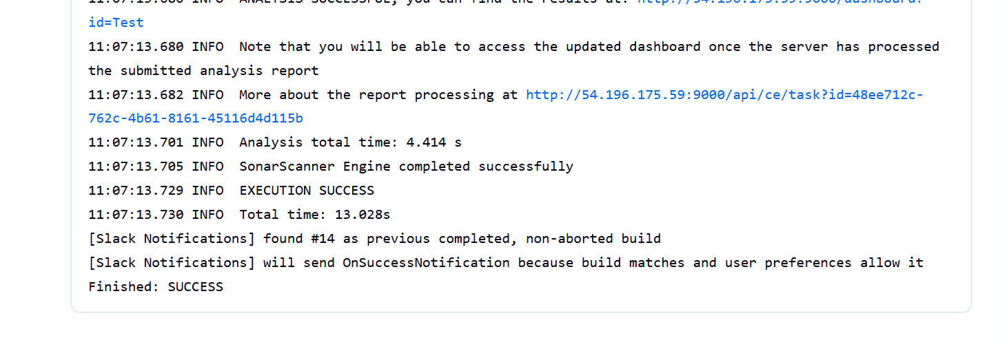 11:07:13.680 INFO  ANALYSIS SUCCESSFUL, you can find the results at: http://54.196.175.59:9000/dashboard?
id=Test
11:07:13.680 INFO  Note that you will be able to access the updated dashboard once the server has processed
the submitted analysis report
11:07:13.682 INFO  More about the report processing at http://54.196.175.59:9000/api/ce/task?id=48ee712c-
762c-4b61-8161-45116d4d115b
11:07:13.701 INFO  Analysis total time: 4.414 s
11:07:13.705 INFO  SonarScanner Engine completed successfully
11:07:13.729 INFO  EXECUTION SUCCESS
11:07:13.730 INFO  Total time: 13.028s
[Slack Notifications] found #14 as previous completed, non-aborted build
[Slack Notifications] will send OnSuccessNotification because build matches and user preferences allow it
Finished: SUCCESS